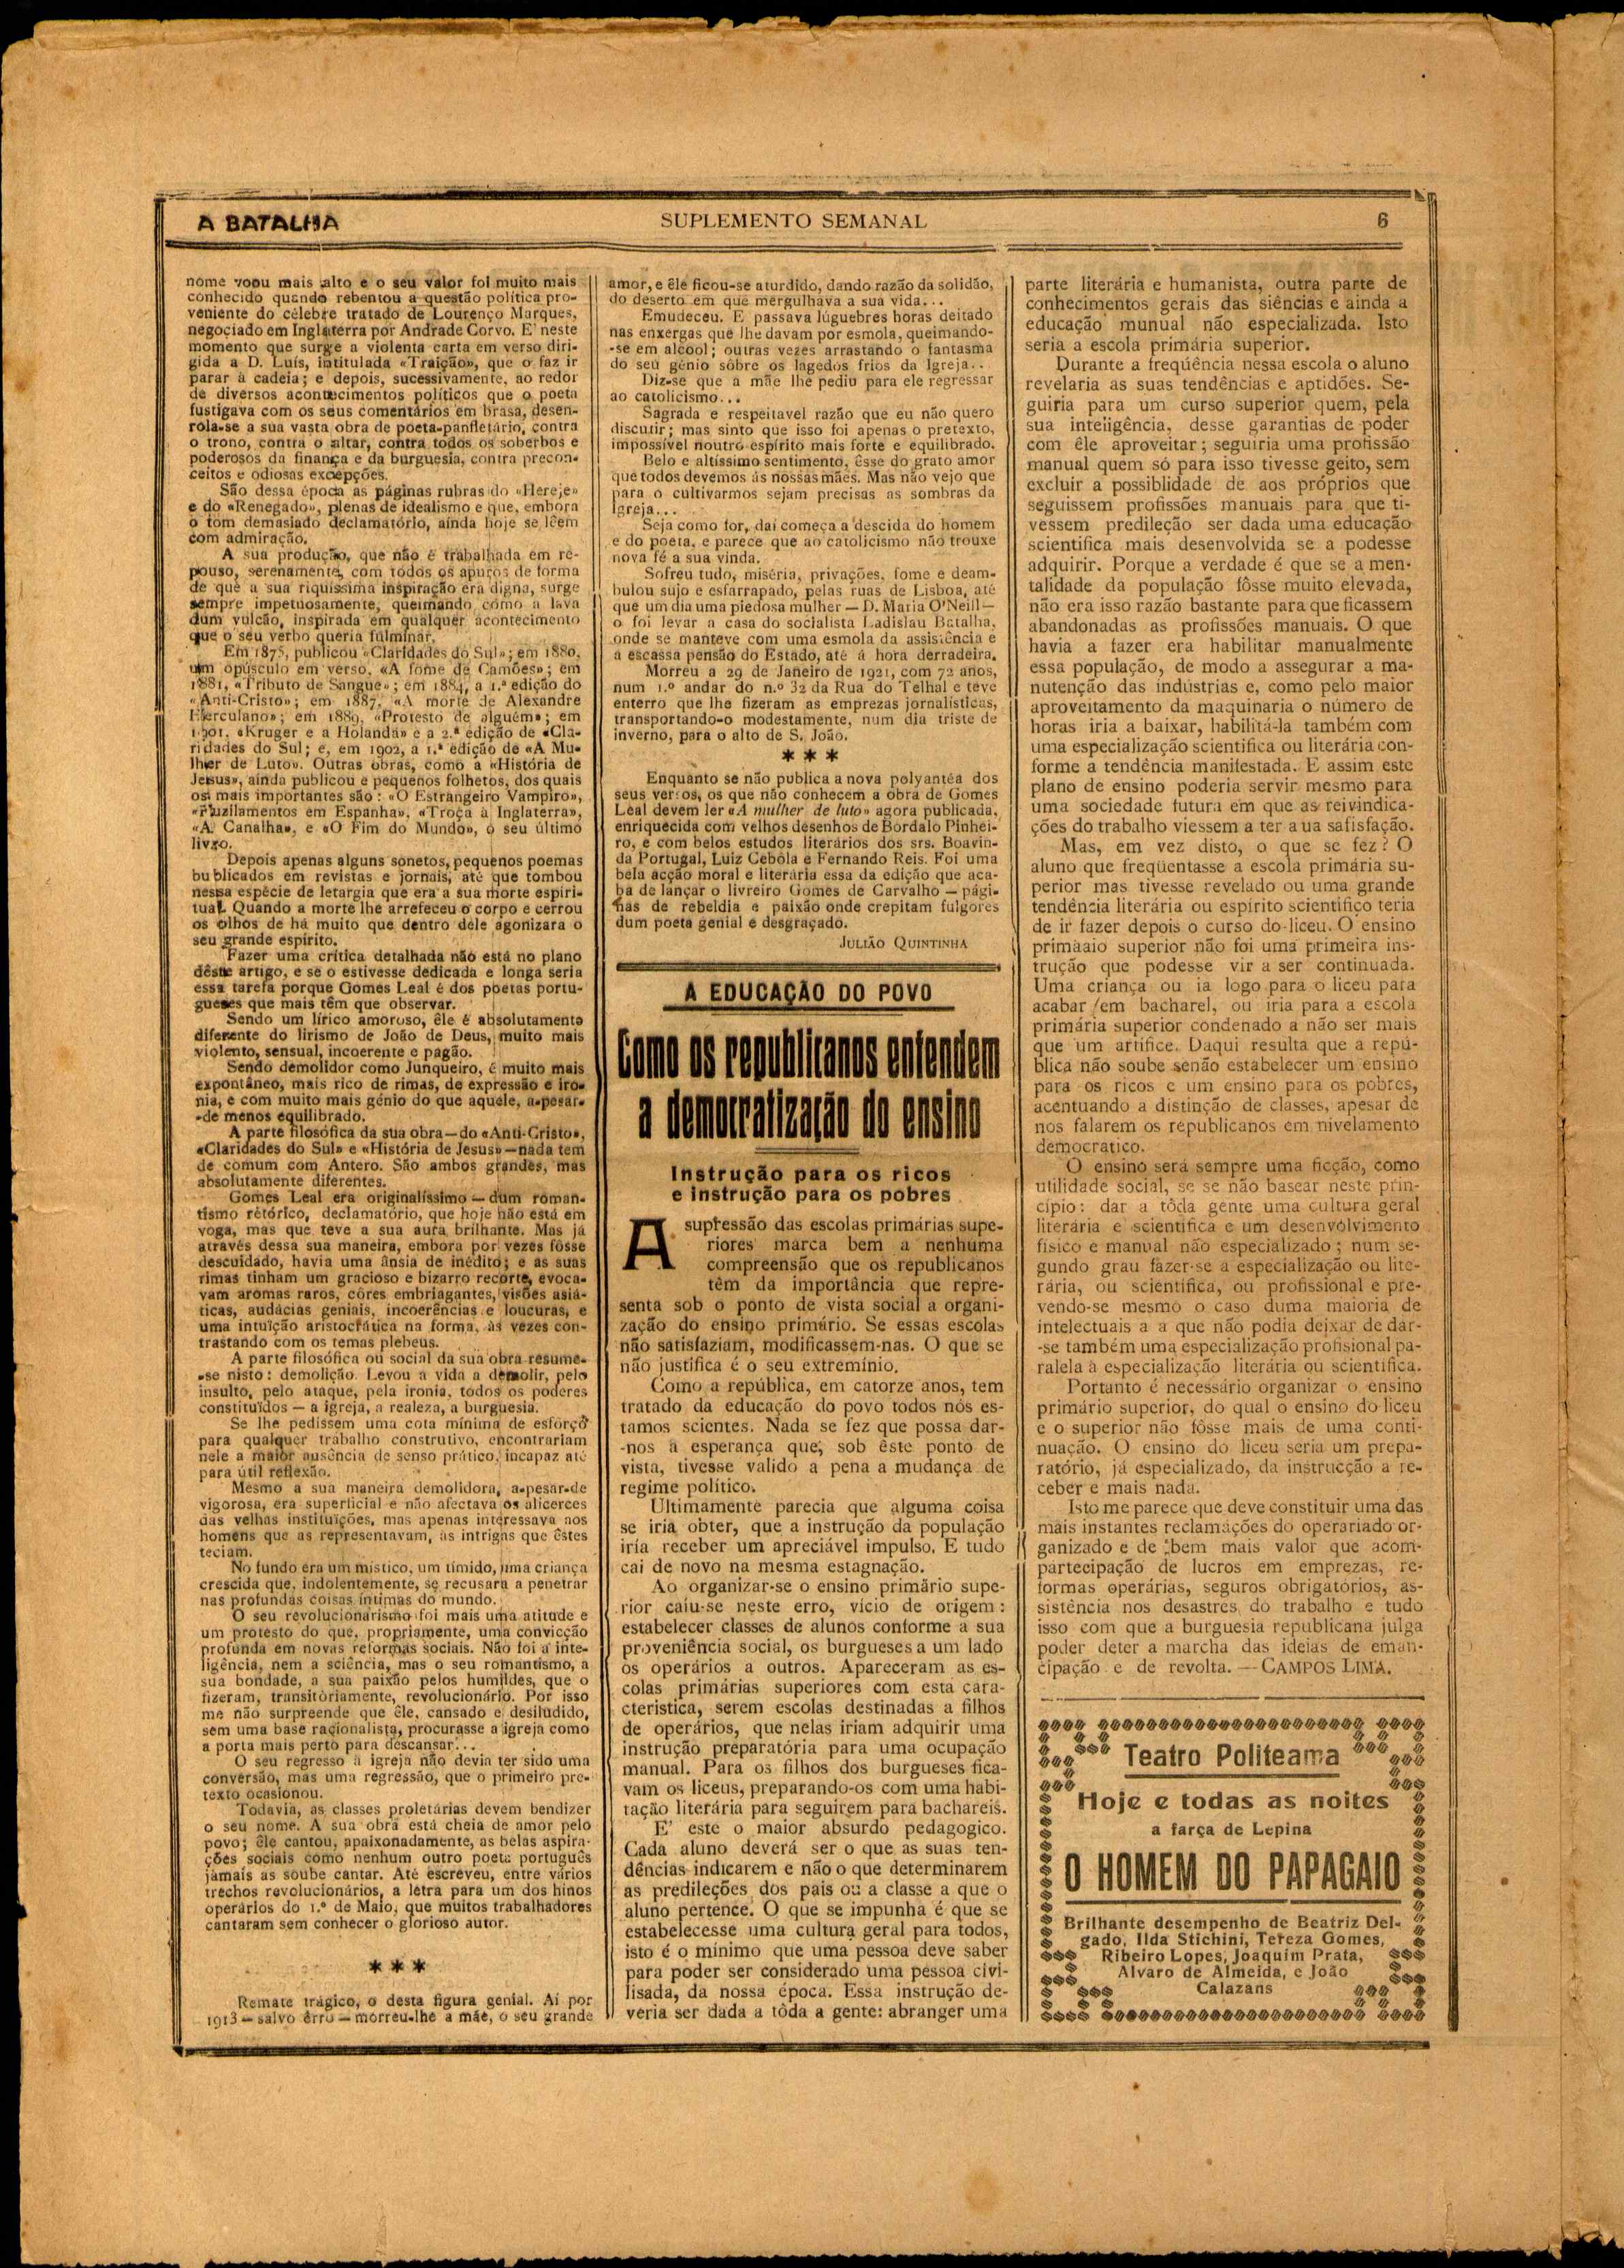 A BATALHA
SUPLEMENTO SEMANAL
6
nome voou mais alto e o seu valor foi muito mais
conhecido quando rebentou a questão política pro-
veniente do célebre tratado de Lourenço Marques,
negociado em Inglaterra por Andrade Corvo. E' neste
momento que surge a violenta carta em verso diri-
gida a D. Luís, intitulada «Traição», que o faz ir
parar à cadeia; e depois, sucessivamente, ao redor
de diversos acontecimentos políticos que o poeta
fustigava com os seus comentários em brasa, desen-
rola-se a sua vasta obra de poeta-panfletário, contra
o trono, contra o altar, contra todos os soberbos e
poderosos da finança e da burguesia, contra precon-
ceitos e odiosas excepções.
São dessa época as páginas rubras do «Hereje»
e do «Renegado», plenas de idealismo e que, embora
o tom demasiado declamatório, ainda hoje se lêem
com admiração.
A sua produção, que não é trabalhada em re-
pouso, serenamente, com todos os apuros de forma
de que a sua riquíssima inspiração era digna, surge
sempre impetuosamente, queimando como a lava
dum vulcão, inspirada em qualquer acontecimento
que o seu verbo queria fulminar.
Em 1875, publicou «Claridades do Sul»; em 1880,
um opúsculo em verso, «A fome de Camões»; em
1881, «Tributo de Sangue»; em 1884, a 1.ª edição do
«Anti-Cristo»; em 1887, «A morte de Alexandre
Herculano»; em 1889, «Protesto de alguém»; em
1901, «Kruger e a Holanda» e a 2.ª edição de «Cla-
ridades do Sul; e, em 1902, a 1.ª edição de «A Mu-
lher de Luto». Outras obras, como a «História de
Jesus», ainda publicou e pequenos folhetos, dos quais
os mais importantes são: «O Estrangeiro Vampiro»,
«Fuzilamentos em Espanha», «Troça à Inglaterra»,
«A Canalha», e «O Fim do Mundo», o seu último
livro.
Depois apenas alguns sonetos, pequenos poemas
bublicados em revistas e jornais, até que tombou
nessa espécie de letargia que era a sua morte espiri-
tual. Quando a morte lhe arrefeceu o corpo e cerrou
os olhos de há muito que dentro dele agonizara o
seu grande espírito.
Fazer uma crítica detalhada não está no plano
dêste artigo, e se o estivesse dedicada e longa seria
essa tarefa porque Gomes Leal é dos poetas portu-
gueses que mais têm que observar.
Sendo um lírico amoroso, êle é absolutamente
diferente do lirismo de João de Deus, muito mais
violento, sensual, incoerente e pagão.
Sendo demolidor como Junqueiro, é muito mais
expontâneo, mais rico de rimas, de expressão e iro-
nia, e com muito mais génio do que aquele, a-pesar-
-de menos equilibrado.
A parte filosófica da sua obra—do «Anti-Cristo»,
«Claridades do Sul» e «História de Jesus»—nada tem
de comum com Antero. São ambos grandes, mas
absolutamente diferentes.
Gomes Leal era originalíssimo — dum roman-
tismo retórico, declamatório, que hoje não está em
voga, mas que teve a sua aura brilhante. Mas já
através dessa sua maneira, embora por vezes fôsse
descuidado, havia uma ânsia de inédito; e as suas
rimas tinham um gracioso e bizarro recorte, evoca-
vam aromas raros, côres embriagantes, visões asiá-
ticas, audácias geniais, incoerências e loucuras, e
uma intuïção aristocrática na forma, às vezes con-
trastando com os temas plebeus.
A parte filosófica ou social da sua obra resume-
-se nisto: demolição. Levou a vida a demolir, pelo
insulto, pelo ataque, pela ironia, todos os poderes
constituïdos — a igreja, a realeza, a burguesia.
Se lhe pedissem uma cota mínima de esfôrço
para qualquer trabalho construtivo, encontrariam
nele a maior ausência de senso prático, incapaz até
para útil reflexão.
Mesmo a sua maneira demolidora, a-pesar-de
vigorosa, era superficial e não afectava os alicerces
das velhas instituïções, mas apenas interessava aos
homens que as representavam, às intrigas que êstes
teciam.
No fundo era um místico, um tímido, uma criança
crescida que, indolentemente, se recusara a penetrar
nas profundas coisas íntimas do mundo.
O seu revolucionarismo foi mais uma atitude e
um protesto do que, propriamente, uma convicção
profunda em novas reformas sociais. Não foi a inte-
ligência, nem a sciência, mas o seu romantismo, a
sua bondade, a sua paixão pelos humildes, que o
fizeram, transitòriamente, revolucionário. Por isso
me não surpreende que êle, cansado e desiludido,
sem uma base racionalista, procurasse a igreja como
a porta mais perto para descansar...
O seu regresso à igreja não devia ter sido uma
conversão, mas uma regressão, que o primeiro pre-
texto ocasionou.
Todavia, as classes proletárias devem bendizer
o seu nome. A sua obra está cheia de amor pelo
povo; êle cantou, apaixonadamente, as belas aspira-
ções sociais como nenhum outro poeta português
jàmais as soube cantar. Até escreveu, entre vários
trechos revolucionários, a letra para um dos hinos
operários do 1.º de Maio, que muitos trabalhadores
cantaram sem conhecer o glorioso autor.
* * *
Remate trágico, o desta figura genial. Aí por
1913 — salvo êrro — morreu-lhe a mãe, o seu grande
amor, e êle ficou-se aturdido, dando razão da solidão,
do deserto em que mergulhava a sua vida...
Emudeceu. E passava lúguebres horas deitado
nas enxergas que lhe davam por esmola, queimando-
-se em alcool; outras vezes arrastando o fantasma
do seu génio sôbre os lagedos frios da Igreja..
Diz-se que a mãe lhe pediu para ele regressar
ao catolicismo...
Sagrada e respeitavel razão que eu não quero
discutir; mas sinto que isso foi apenas o pretexto,
impossível noutro espírito mais forte e equilibrado.
Belo e altíssimo sentimento, êsse do grato amor
que todos devemos às nossas mães. Mas não vejo que
para o cultivarmos sejam precisas as sombras da
Igreja...
Seja como for, daí começa a descida do homem
e do poeta, e parece que ao catolicismo não trouxe
nova fé a sua vinda.
Sofreu tudo, miséria, privações, fome e deam-
bulou sujo e esfarrapado, pelas ruas de Lisboa, até
que um dia uma piedosa mulher — D. Maria O'Neill —
o foi levar a casa do socialista Ladislau Batalha,
onde se manteve com uma esmola da assistência e
a escassa pensão do Estado, até à hora derradeira.
Morreu a 29 de Janeiro de 1921, com 72 anos,
num 1.º andar do n.º 32 da Rua do Telhal e teve
enterro que lhe fizeram as emprezas jornalísticas,
transportando-o modestamente, num dia triste de
inverno, para o alto de S. João.
* * *
Enquanto se não publica a nova polyantéa dos
seus versos, os que não conhecem a obra de Gomes
Leal devem ler «A mulher de luto» agora publicada,
enriquecida com velhos desenhos de Bordalo Pinhei-
ro, e com belos estudos literários dos srs. Boavin-
da Portugal, Luiz Cebôla e Fernando Reis. Foi uma
bela acção moral e literária essa da edição que aca-
ba de lançar o livreiro Gomes de Carvalho — pági-
nas de rebeldia e paixão onde crepitam fulgores
dum poeta genial e desgraçado.
JULIÃO QUINTINHA
A EDUCAÇÃO DO POVO
Como os republicanos entendem
a democratização do ensino
Instrução para os ricos
e instrução para os pobres
A supressão das escolas primárias supe-
riores marca bem a nenhuma
compreensão que os republicanos
têm da importância que repre-
senta sob o ponto de vista social a organi-
zação do ensino primário. Se essas escolas
não satisfaziam, modificassem-nas. O que se
não justifica é o seu extremínio.
Como a república, em catorze anos, tem
tratado da educação do povo todos nós es-
tamos scientes. Nada se fez que possa dar-
-nos a esperança que, sob êste ponto de
vista, tivesse valido a pena a mudança de
regime político.
Ultimamente parecia que alguma coisa
se iria obter, que a instrução da população
iria receber um apreciável impulso. E tudo
cai de novo na mesma estagnação.
Ao organizar-se o ensino primário supe-
rior caíu-se neste erro, vício de origem:
estabelecer classes de alunos conforme a sua
proveniência social, os burgueses a um lado
os operários a outros. Apareceram as es-
colas primárias superiores com esta cara-
cteristica, serem escolas destinadas a filhos
de operários, que nelas iriam adquirir uma
instrução preparatória para uma ocupação
manual. Para os filhos dos burgueses fica-
vam os liceus, preparando-os com uma habi-
tação literária para seguirem para bachareis.
E' este o maior absurdo pedagogico.
Cada aluno deverá ser o que as suas ten-
dências indicarem e não o que determinarem
as predileções dos pais ou a classe a que o
aluno pertence. O que se impunha é que se
estabelecesse uma cultura geral para todos,
isto é o mínimo que uma pessoa deve saber
para poder ser considerado uma pessoa civi-
lisada, da nossa época. Essa instrução de-
veria ser dada a tôda a gente: abranger uma
parte literária e humanista, outra parte de
conhecimentos gerais das siências e ainda a
educação munual não especializada. Isto
seria a escola primária superior.
Durante a freqüência nessa escola o aluno
revelaria as suas tendências e aptidões. Se-
guiria para um curso superior quem, pela
sua inteligência, desse garantias de poder
com êle aproveitar; seguiria uma profissão
manual quem só para isso tivesse geito, sem
excluir a possiblidade de aos próprios que
seguissem profissões manuais para que ti-
vessem predileção ser dada uma educação
scientifica mais desenvolvida se a podesse
adquirir. Porque a verdade é que se a men-
talidade da população fôsse muito elevada,
não era isso razão bastante para que ficassem
abandonadas as profissões manuais. O que
havia a fazer era habilitar manualmente
essa população, de modo a assegurar a ma-
nutenção das indústrias e, como pelo maior
aproveitamento da maquinaria o número de
horas iria a baixar, habilitá-la também com
uma especialização scientifica ou literária con-
forme a tendência manifestada. E assim este
plano de ensino poderia servir mesmo para
uma sociedade futura em que as reivindica-
ções do trabalho viessem a ter a ua satisfação.
Mas, em vez disto, o que se fez? O
aluno que freqüentasse a escola primária su-
perior mas tivesse revelado ou uma grande
tendência literária ou espírito scientifico teria
de ir fazer depois o curso do liceu. O ensino
primaaio superior não foi uma primeira ins-
trução que podesse vir a ser continuada.
Uma criança ou ia logo para o liceu para
acabar em bacharel, ou iria para a escola
primária superior condenado a não ser mais
que um artífice. Daqui resulta que a repú-
blica não soube senão estabelecer um ensino
para os ricos e um ensino para os pobres,
acentuando a distinção de classes, apesar de
nos falarem os republicanos em nivelamento
democratico.
O ensino será sempre uma ficção, como
utilidade social, se se não basear neste prin-
cípio: dar a tôda gente uma cultura geral
literária e scientifica e um desenvolvimento
físico e manual não especializado; num se-
gundo grau fazer-se a especialização ou lite-
rária, ou scientifica, ou profissional e pre-
vendo-se mesmo o caso duma maioria de
intelectuais a a que não podia deixar de dar-
-se também uma especialização profisional pa-
ralela à especialização literária ou scientifica.
Portanto é necessário organizar o ensino
primário superior, do qual o ensino do liceu
e o superior não fôsse mais de uma conti-
nuação. O ensino do liceu seria um prepa-
ratório, já especializado, da instrucção a re-
ceber e mais nada.
Isto me parece que deve constituir uma das
mais instantes reclamações do operariado or-
ganizado e de bem mais valor que acom-
partecipação de lucros em emprezas, re-
formas operárias, seguros obrigatórios, as-
sistência nos desastres do trabalho e tudo
isso com que a burguesia republicana julga
poder deter a marcha das ideias de eman-
cipação e de revolta. — CAMPOS LIMA.
Teatro Politeama
Hoje e todas as noites
a farça de Lepina
O HOMEM DO PAPAGAIO
Brilhante desempenho de Beatriz Del-
gado, Ilda Stichini, Tereza Gomes,
Ribeiro Lopes, Joaquim Prata,
Alvaro de Almeida, e João
Calazans